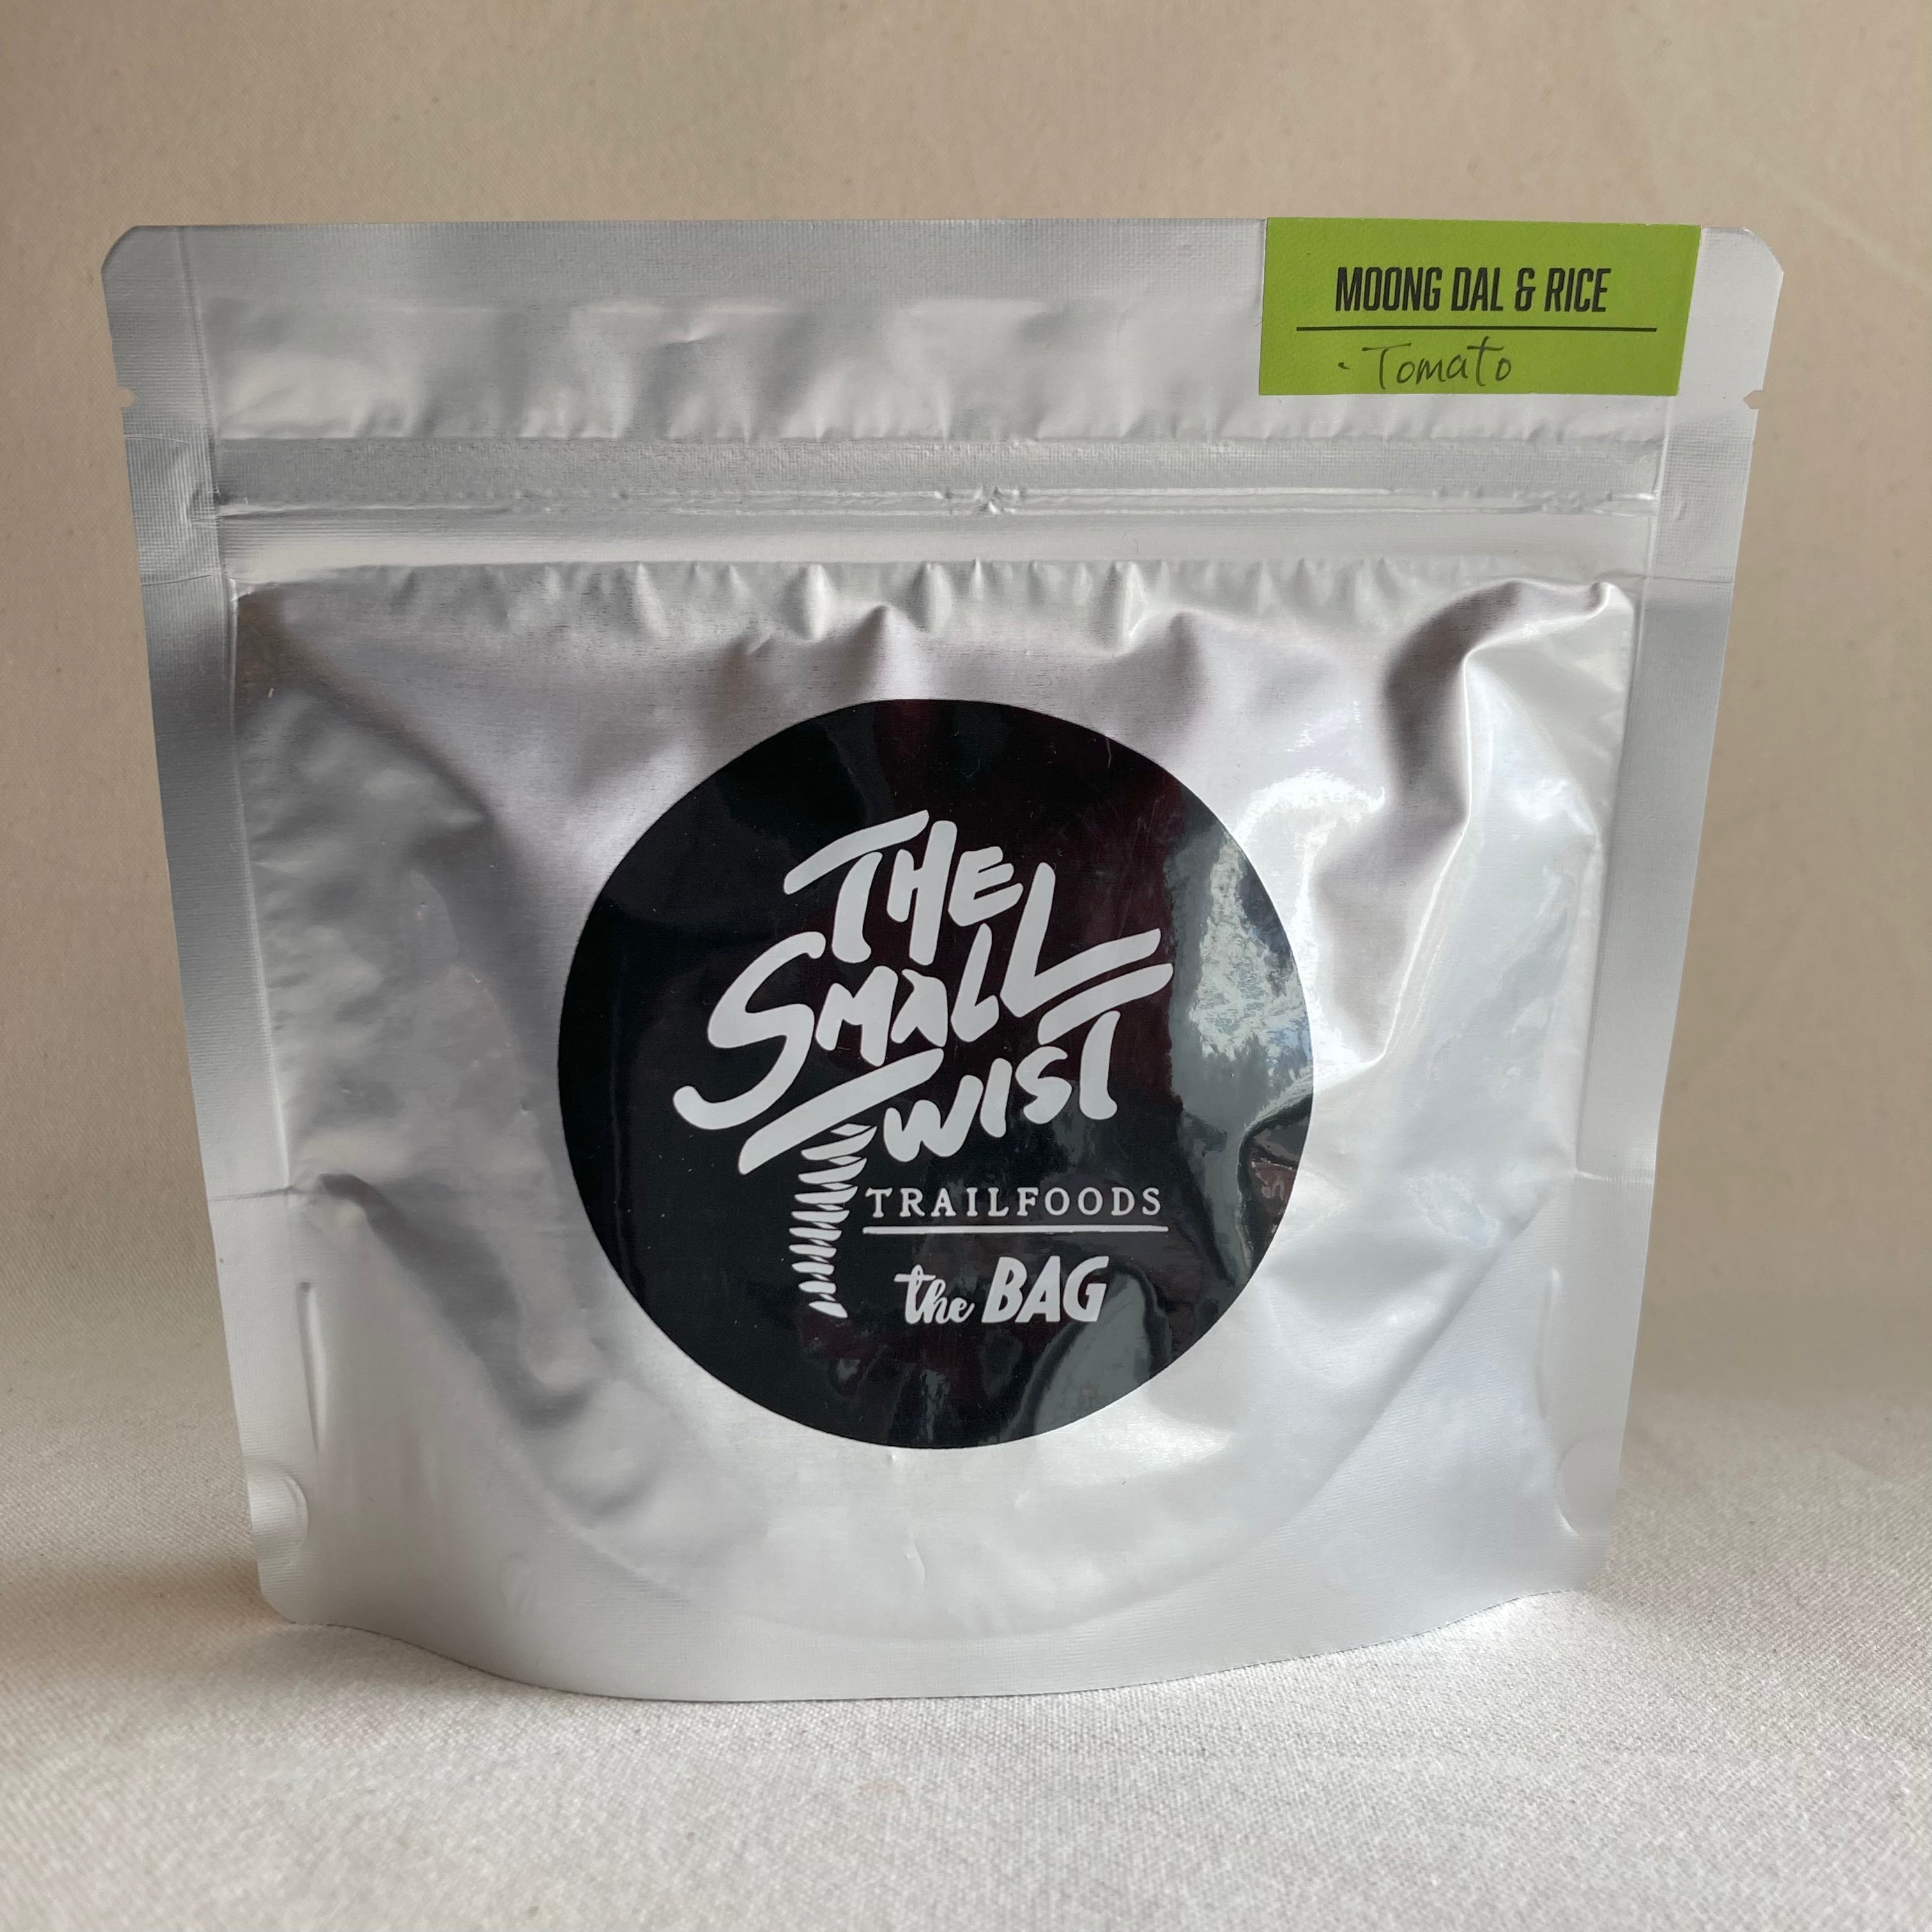 MOONG DAL & RICE
· Tomato
THE
SMALL
TWIST
TRAILFOODS
the BAG